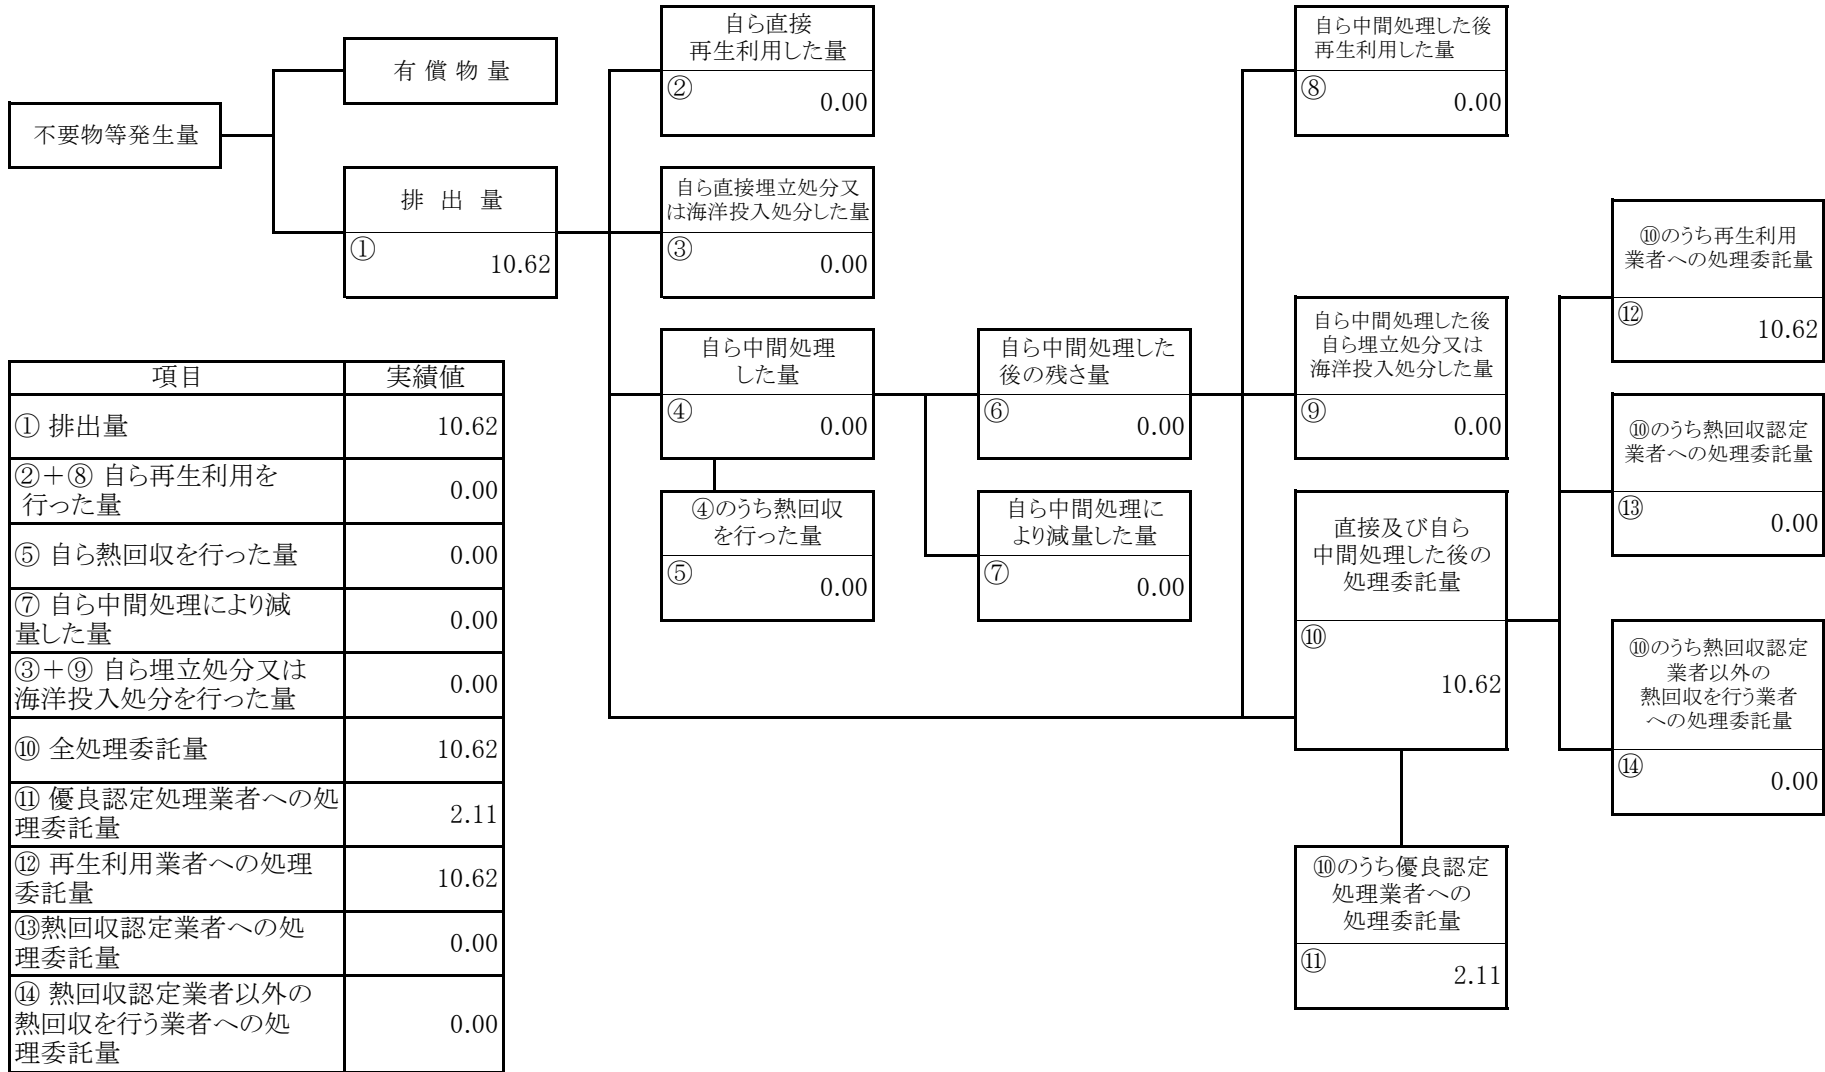 不要物等発生量
有 償 物 量
排 出 量
①
10.62
自ら直接
再生利用した量
②
0.00
自ら直接埋立処分又
は海洋投入処分した量
③
0.00
自ら中間処理
した量
④
0.00
④のうち熱回収
を行った量
⑤
0.00
自ら中間処理した
後の残さ量
⑥
0.00
自ら中間処理に
より減量した量
⑦
0.00
自ら中間処理した後
再生利用した量
⑧
0.00
自ら中間処理した後
自ら埋立処分又は
海洋投入処分した量
⑨
0.00
直接及び自ら
中間処理した後の
処理委託量
⑩
10.62
⑩のうち優良認定
処理業者への
処理委託量
⑪
2.11
⑩のうち再生利用
業者への処理委託量
⑫
10.62
⑩のうち熱回収認定
業者への処理委託量
⑬
0.00
⑩のうち熱回収認定
業者以外の
熱回収を行う業者
への処理委託量
⑭
0.00
項目 実績値
① 排出量 10.62
②+⑧ 自ら再生利用を
行った量 0.00
⑤ 自ら熱回収を行った量 0.00
⑦ 自ら中間処理により減
量した量 0.00
③+⑨ 自ら埋立処分又は
海洋投入処分を行った量 0.00
⑩ 全処理委託量 10.62
⑪ 優良認定処理業者への処
理委託量 2.11
⑫ 再生利用業者への処理
委託量 10.62
⑬熱回収認定業者への処
理委託量 0.00
⑭ 熱回収認定業者以外の
熱回収を行う業者への処
理委託量 0.00